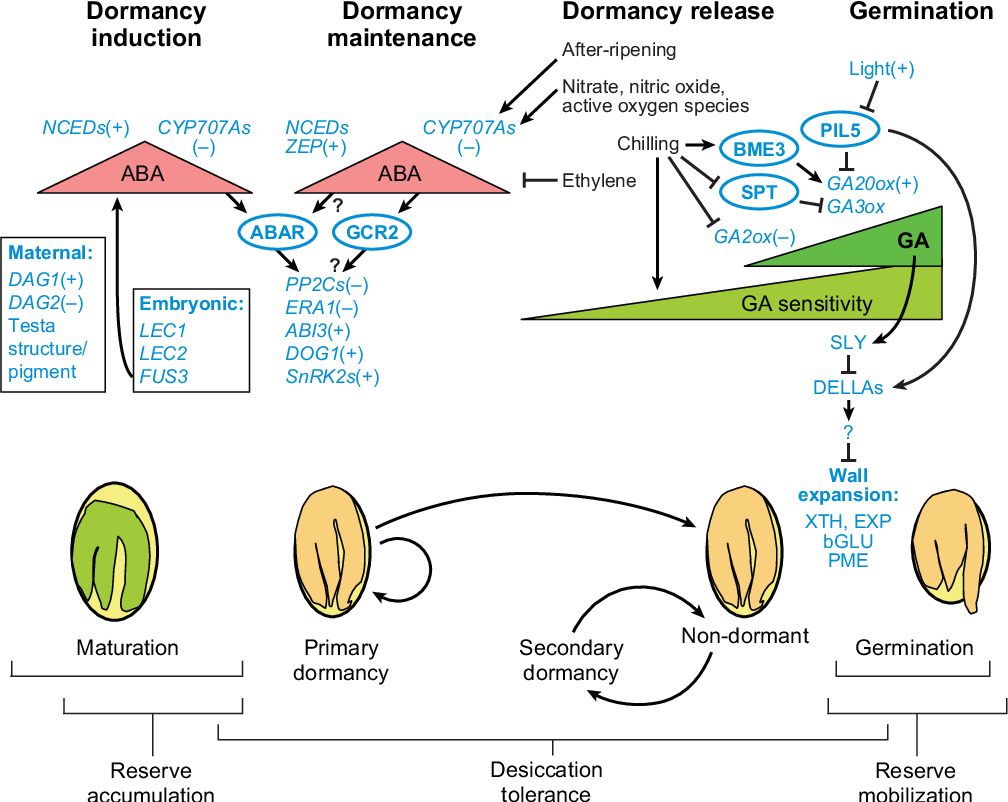 Dormancy
induction
Dormancy
maintenance
Dormancy release
Germination
After-ripening
Nitrate, nitric oxide,
active oxygen species
Light(+)
NCEDs(+)
CYP707As
(–)
NCEDs
ZEP(+)
CYP707As
(–)
ABA
ABA
Chilling
BME3
PIL5
Ethylene
SPT
GA20ox(+)
GA3ox
?
ABAR
GCR2
GA2ox(–)
GA
?
GA sensitivity
Maternal:
DAG1(+)
DAG2(–)
Testa
structure/
pigment
Embryonic:
LEC1
LEC2
FUS3
PP2Cs(–)
ERA1(–)
ABI3(+)
DOG1(+)
SnRK2s(+)
SLY
DELLAs
?
Wall
expansion:
XTH, EXP
bGLU
PME
Maturation
Primary
dormancy
Secondary
dormancy
Non-dormant
Germination
Reserve
accumulation
Desiccation
tolerance
Reserve
mobilization